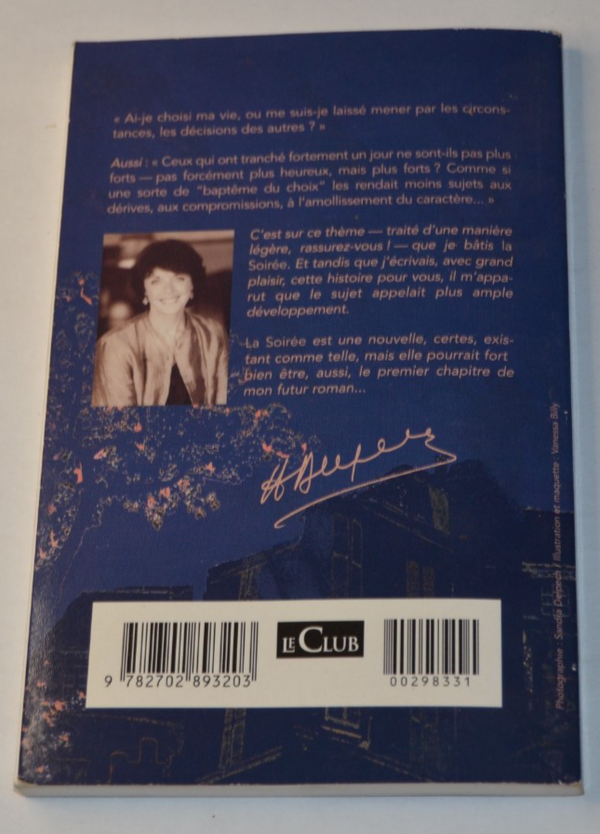 « Ai-je choisi ma vie, ou me suis-je laissé mener par les circons-
tances, les décisions des autres ? »
Aussi : « Ceux qui ont tranché fortement un jour ne sont-ils pas plus
forts — pas forcément plus heureux, mais plus forts ? Comme si
une sorte de "baptême du choix" les rendait moins sujets aux
dérives, aux compromissions, à l'amollissement du caractère... »
C'est sur ce thème — traité d'une manière
légère, rassurez-vous ! — que je bâtis la
Soirée. Et tandis que j'écrivais, avec grand
plaisir, cette histoire pour vous, il m'appa-
rut que le sujet appelait plus ample
développement.
La Soirée est une nouvelle, certes, exis-
tant comme telle, mais elle pourrait fort
bien être, aussi, le premier chapitre de
mon futur roman...
Photographie : Sandra / Illustration et maquette : Vanessa Billy
LE CLUB
9 782702 893203
00298331